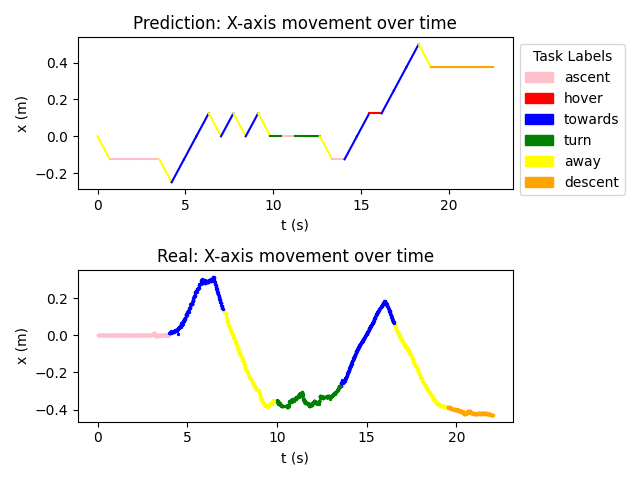 Prediction: X-axis movement over time
0.4
0.2
0.0
−0.2
x (m)
0 5 10 15 20
t (s)
Task Labels
ascent
hover
towards
turn
away
descent
Real: X-axis movement over time
0.2
0.0
−0.2
−0.4
x (m)
0 5 10 15 20
t (s)